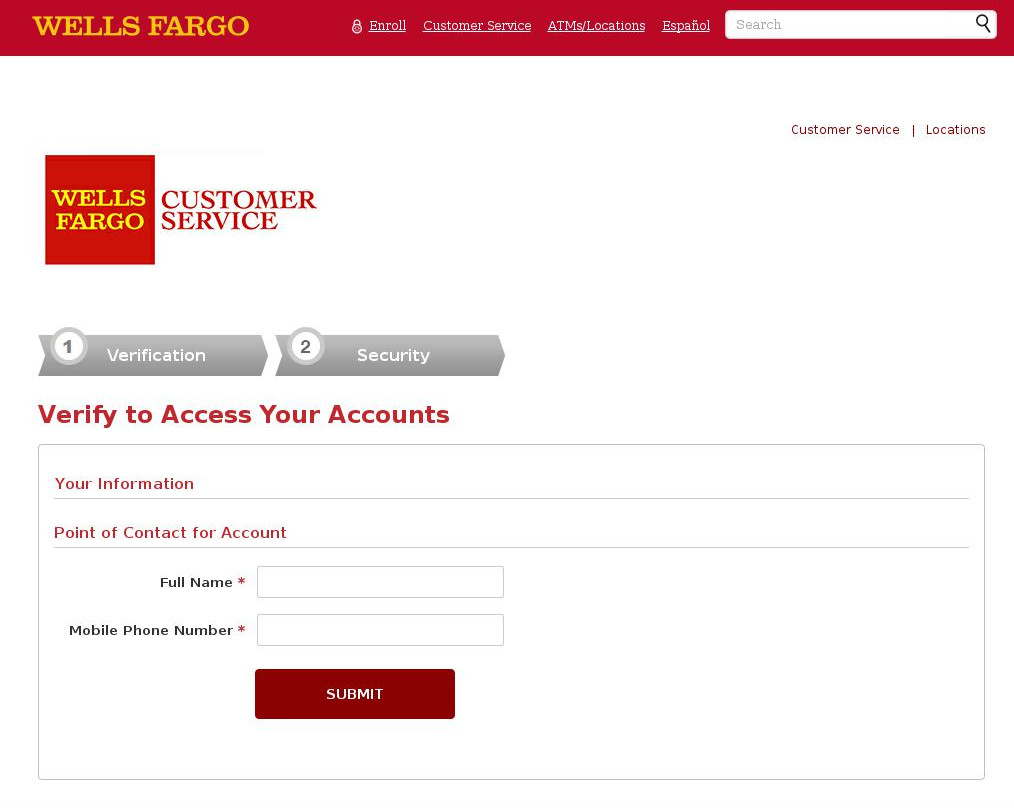 WELLS FARGO
Enroll Customer Service ATMs/Locations Español Search
Customer Service | Locations
WELLS
FARGO
CUSTOMER
SERVICE
1 Verification 2 Security
Verify to Access Your Accounts
Your Information
Point of Contact for Account
Full Name *
Mobile Phone Number *
SUBMIT